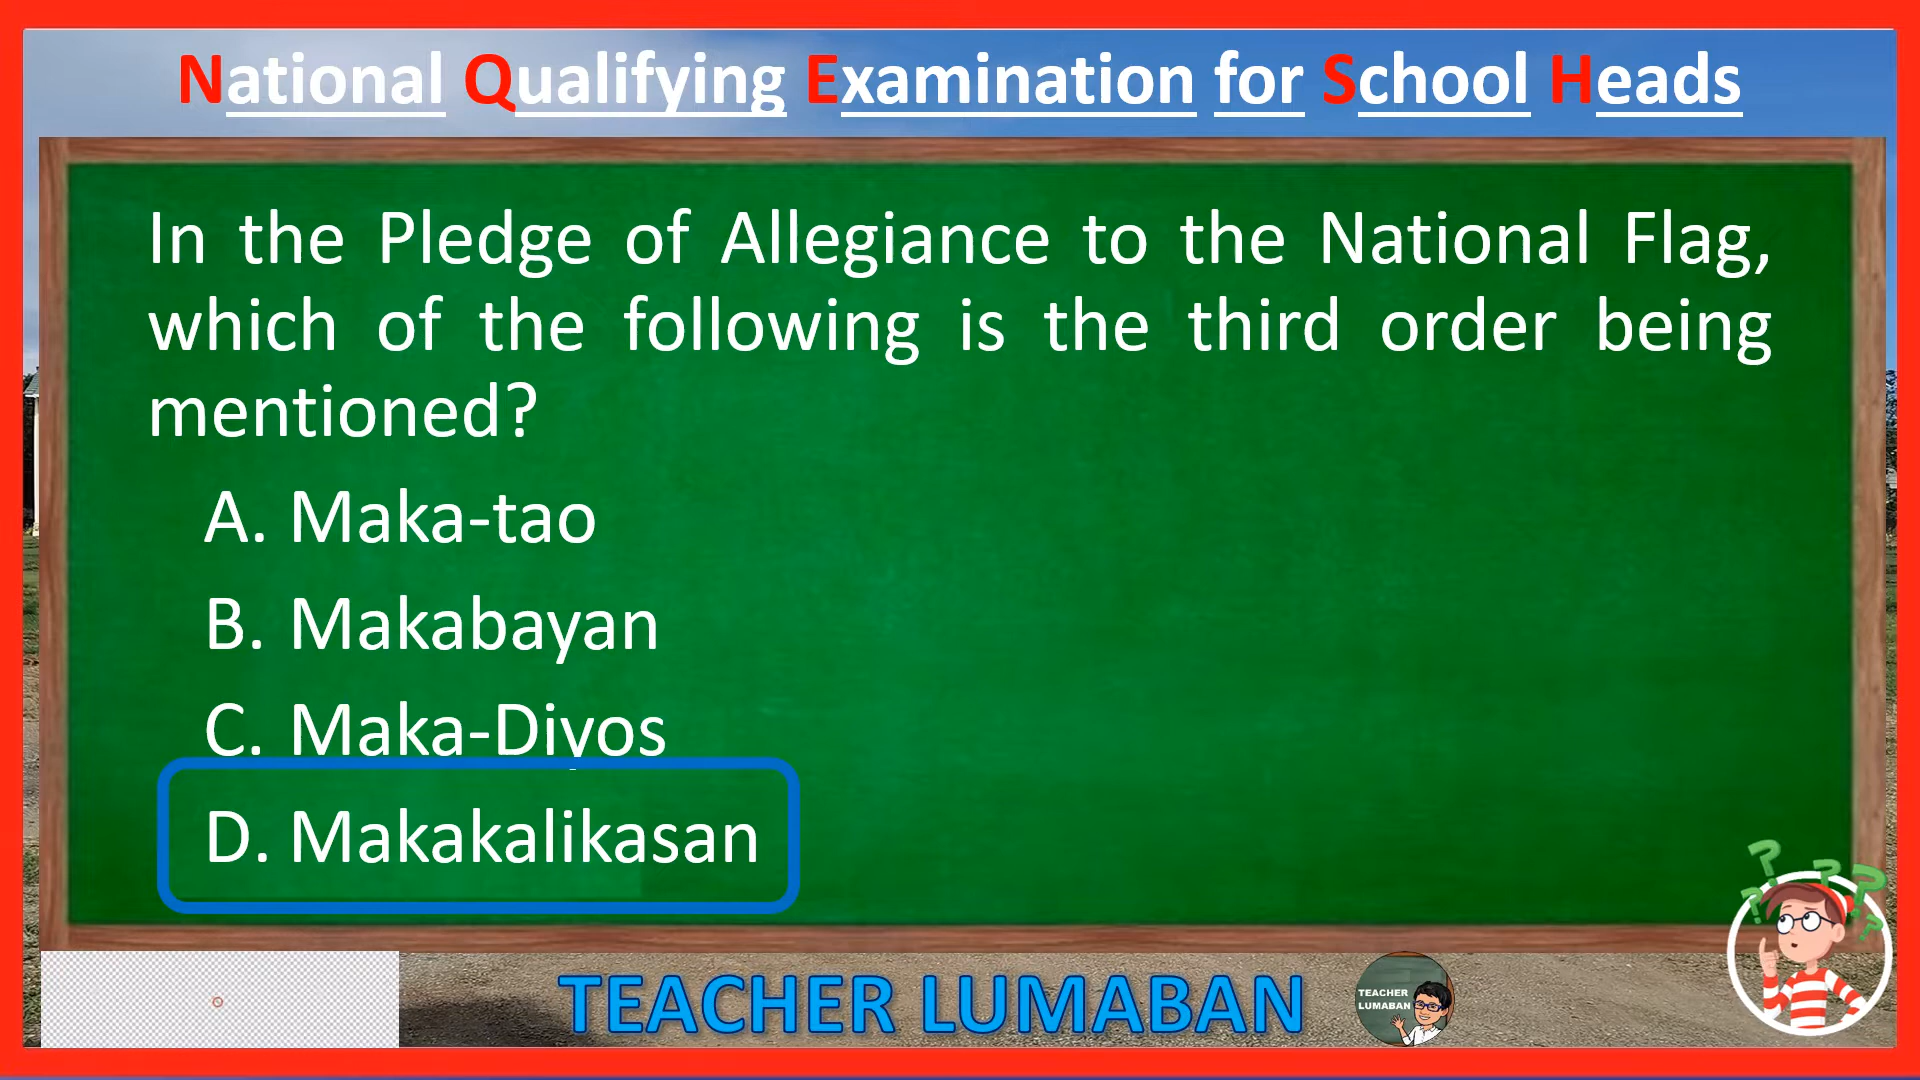 National Qualifying Examination for School Heads
In the Pledge of Allegiance to the National Flag,
which of the following is the third order being
mentioned?
A. Maka-tao
B. Makabayan
C. Maka-Diyos
D. Makakalikasan
TEACHER LUMABAN
TEACHER
LUMABAN